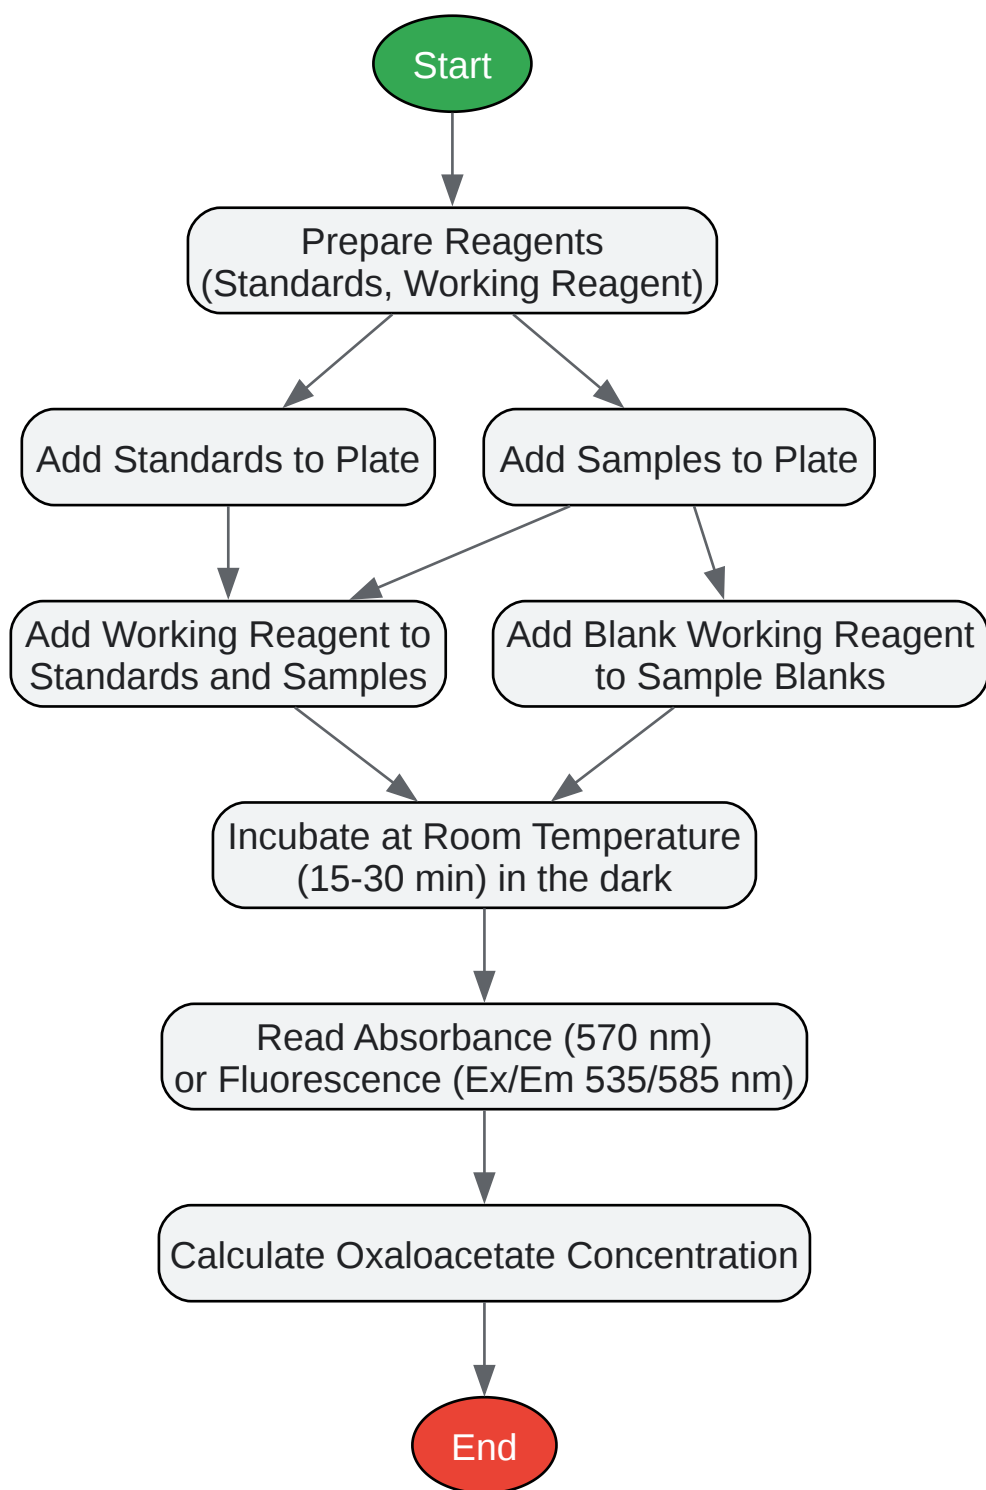 Start
Prepare Reagents
(Standards, Working Reagent)
Add Standards to Plate
Add Samples to Plate
Add Working Reagent to
Standards and Samples
Add Blank Working Reagent
to Sample Blanks
Incubate at Room Temperature
(15-30 min) in the dark
Read Absorbance (570 nm)
or Fluorescence (Ex/Em 535/585 nm)
Calculate Oxaloacetate Concentration
End